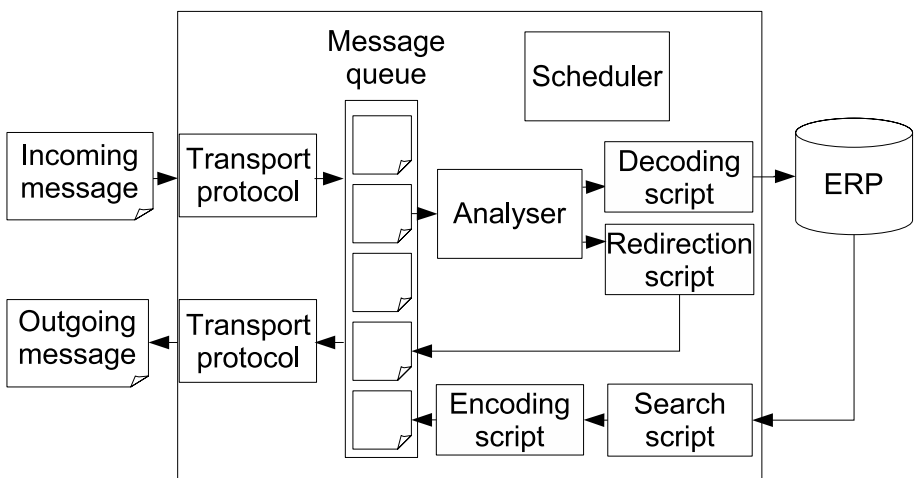 Message
queue
Scheduler
Incoming
message
Transport
protocol
Analyser
Decoding
script
ERP
Redirection
script
Outgoing
message
Transport
protocol
Encoding
script
Search
script